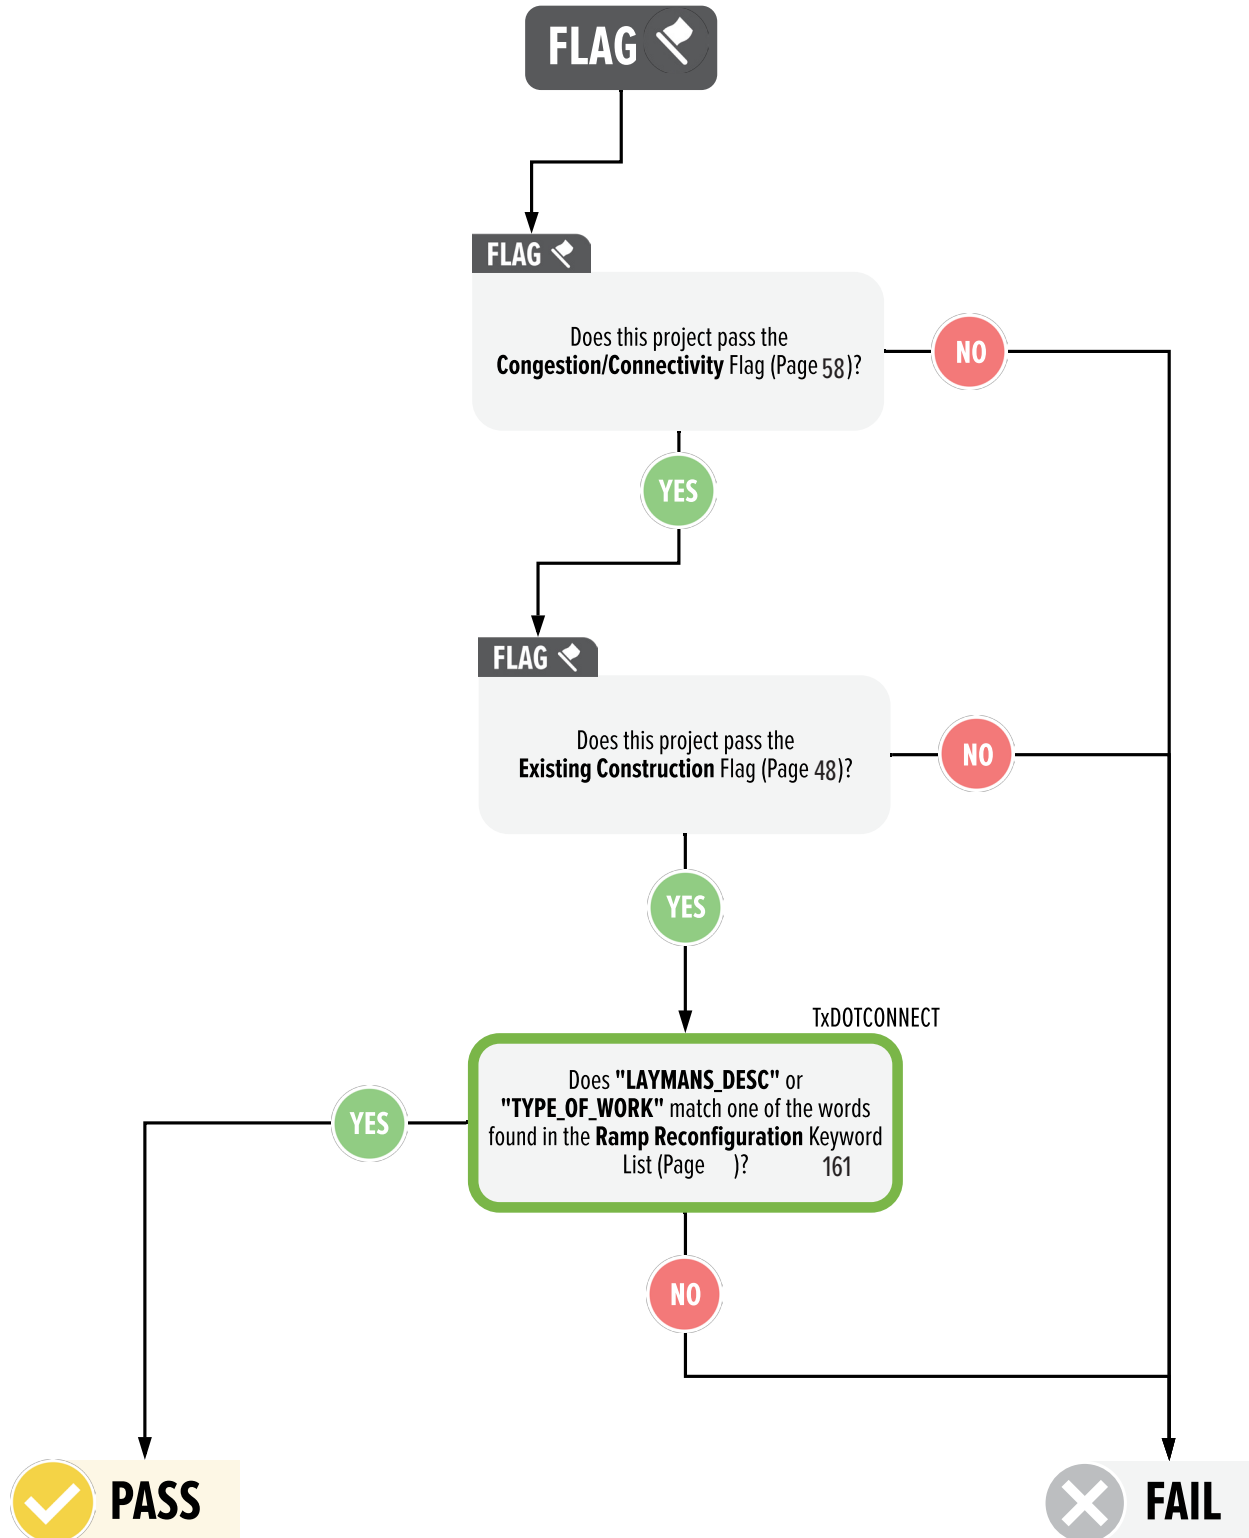 FLAG
FLAG
Does this project pass the
Congestion/Connectivity Flag (Page 58)?
NO
YES
FLAG
Does this project pass the
Existing Construction Flag (Page 48)?
NO
YES
TxDOTCONNECT
Does "LAYMANS_DESC" or
"TYPE_OF_WORK" match one of the words
found in the Ramp Reconfiguration Keyword
List (Page )? 161
YES
NO
PASS
FAIL